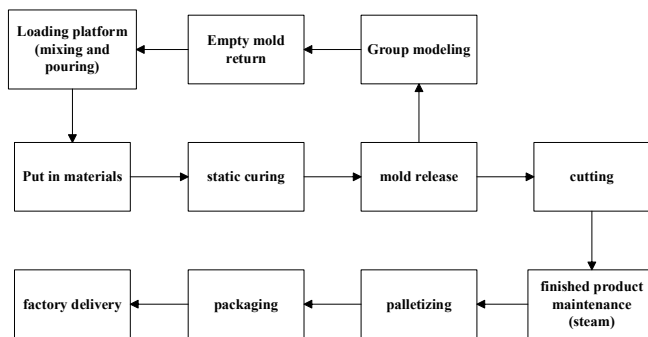 Loading platform
(mixing and
pouring)
Empty mold
return
Group modeling
Put in materials
static curing
mold release
cutting
factory delivery
packaging
palletizing
finished product
maintenance
(steam)